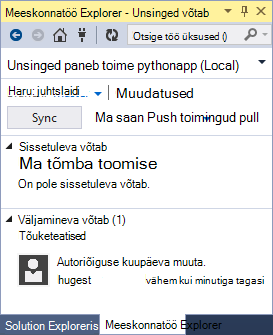 Meeskonnatöö Explorer - Unsinged võtab
Otsige töö üksused ()
Unsinged paneb toime pythonapp (Local)
Haru: juhtslaidi | Muudatused
Sync Ma saan Push toimingud pull
Sissetuleva võtab
Ma tõmba toomise
On pole sissetuleva võtab.
Väljamineva võtab (1)
Tõuketeatised
Autoriõiguse kuupäeva muuta.
hugest vähem kui minutiga tagasi
Solution Exploreris Meeskonnatöö Explorer